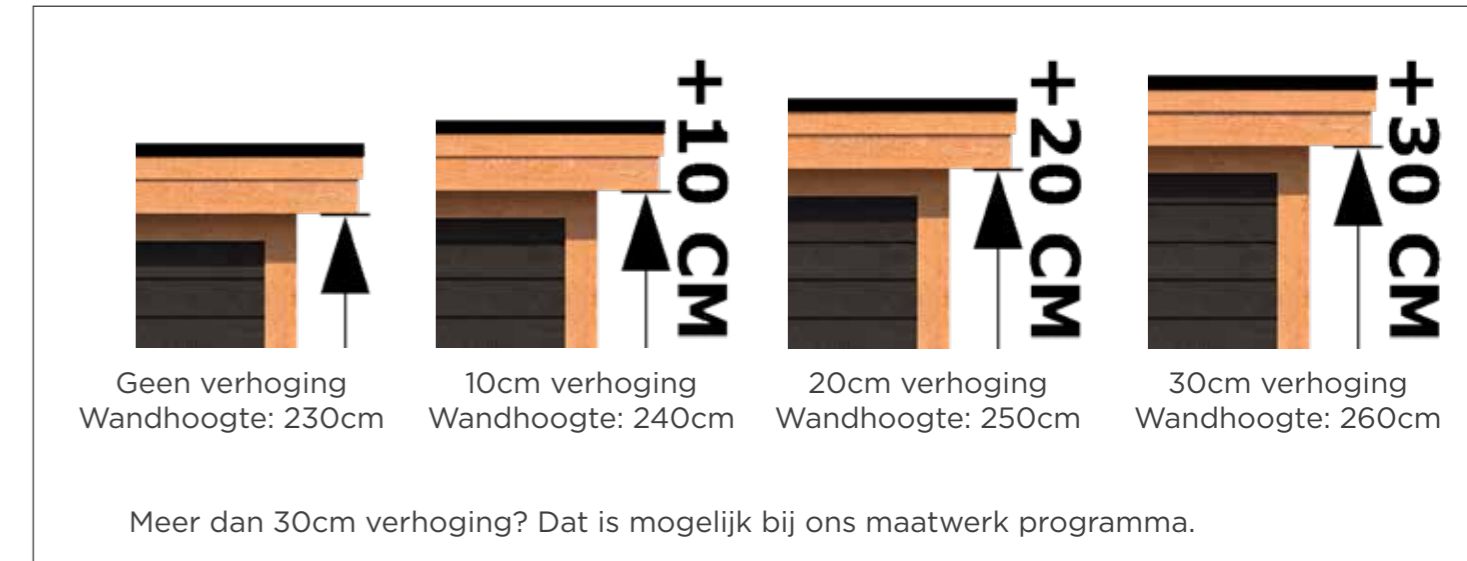 +10 CM
+20 CM
+30 CM
Geen verhoging
Wandhoogte: 230cm
10cm verhoging
Wandhoogte: 240cm
20cm verhoging
Wandhoogte: 250cm
30cm verhoging
Wandhoogte: 260cm
Meer dan 30cm verhoging? Dat is mogelijk bij ons maatwerk programma.